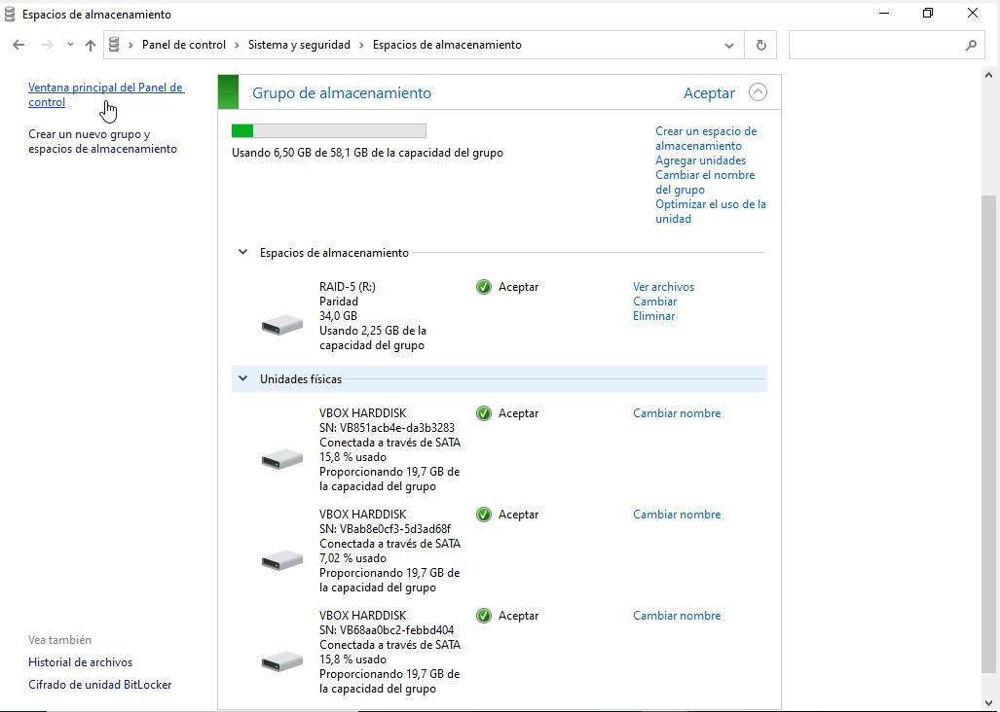 Espacios de almacenamiento
Panel de control > Sistema y seguridad > Espacios de almacenamiento
Ventana principal del Panel de
control
Crear un nuevo grupo y
espacios de almacenamiento
Grupo de almacenamiento
Aceptar
Usando 6,50 GB de 58,1 GB de la capacidad del grupo
Crear un espacio de
almacenamiento
Agregar unidades
Cambiar el nombre
del grupo
Optimizar el uso de la
unidad
Espacios de almacenamiento
RAID-5 (R:)
Paridad
34,0 GB
Usando 2,25 GB de la
capacidad del grupo
Aceptar
Ver archivos
Cambiar
Eliminar
Unidades físicas
VBOX HARDDISK
SN: VB851acb4e-da3b3283
Conectada a través de SATA
15,8 % usado
Proporcionando 19,7 GB de
la capacidad del grupo
Aceptar
Cambiar nombre
VBOX HARDDISK
SN: VBab8e0cf3-5d3ad68f
Conectada a través de SATA
7,02 % usado
Proporcionando 19,7 GB de
la capacidad del grupo
Aceptar
Cambiar nombre
VBOX HARDDISK
SN: VB68aa0bc2-febbd404
Conectada a través de SATA
15,8 % usado
Proporcionando 19,7 GB de
la capacidad del grupo
Aceptar
Cambiar nombre
Vea también
Historial de archivos
Cifrado de unidad BitLocker